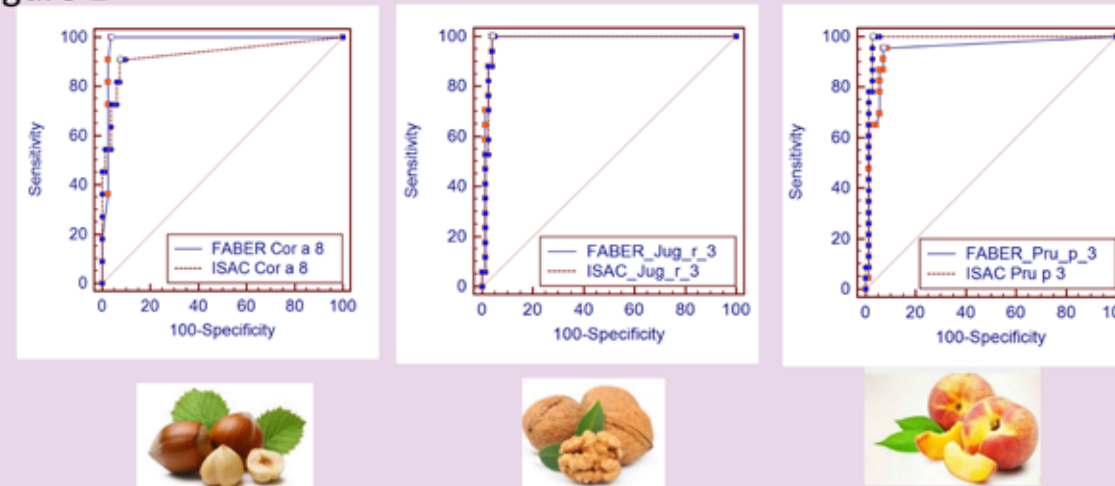 100
80
60
40
20
0
Sensitivity
FABER Cor a 8
ISAC Cor a 8
0 20 40 60 80 100
100-Specificity
100
80
60
40
20
0
Sensitivity
FABER_Jug_r_3
ISAC_Jug_r_3
0 20 40 60 80 100
100-Specificity
100
80
60
40
20
0
Sensitivity
FABER_Pru_p_3
ISAC Pru p 3
0 20 40 60 80
100-Specificity